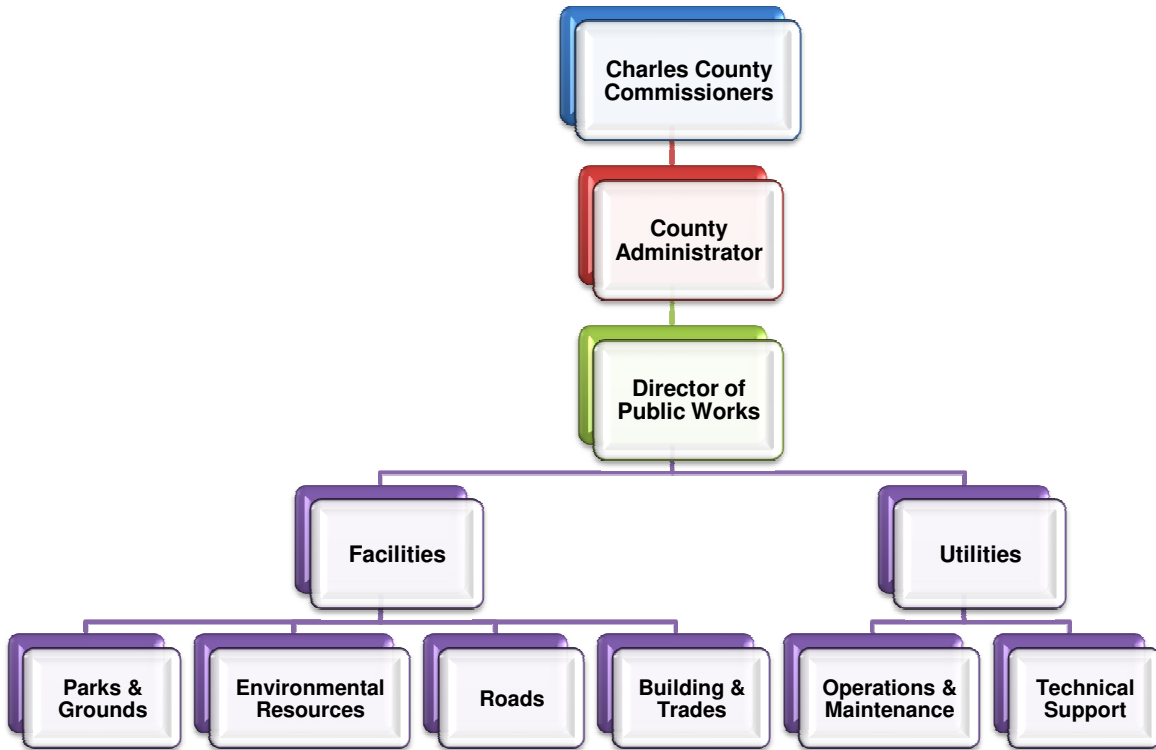 Charles County
Commissioners
County
Administrator
Director of
Public Works
Facilities
Utilities
Parks &
Grounds
Environmental
Resources
Roads
Building &
Trades
Operations &
Maintenance
Technical
Support